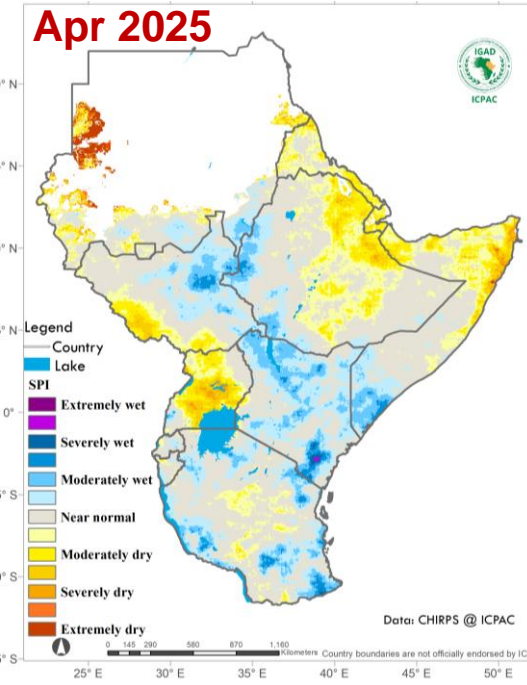 Apr 2025
IGAD
ICPAC
Legend
Country
Lake
SPI
Extremely wet
Severely wet
Moderately wet
Near normal
Moderately dry
Severely dry
Extremely dry
0°
5° S
5° S
Data: CHIRPS @ ICPAC
0 145 290 580 870 1,160
Kilometers
Country boundaries are not officially endorsed by IC
25° E 30° E 35° E 40° E 45° E 50° E